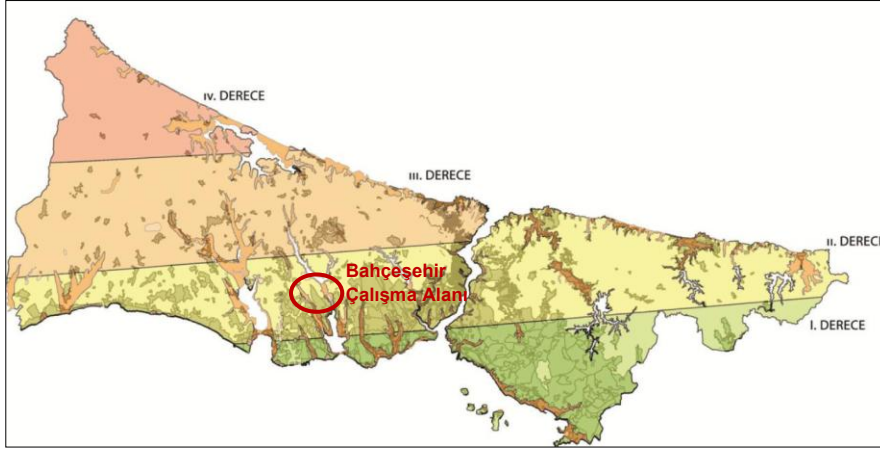 IV. DERECE
III. DERECE
II. DERECE
Bahçeşehir
Çalışma Alanı
I. DERECE